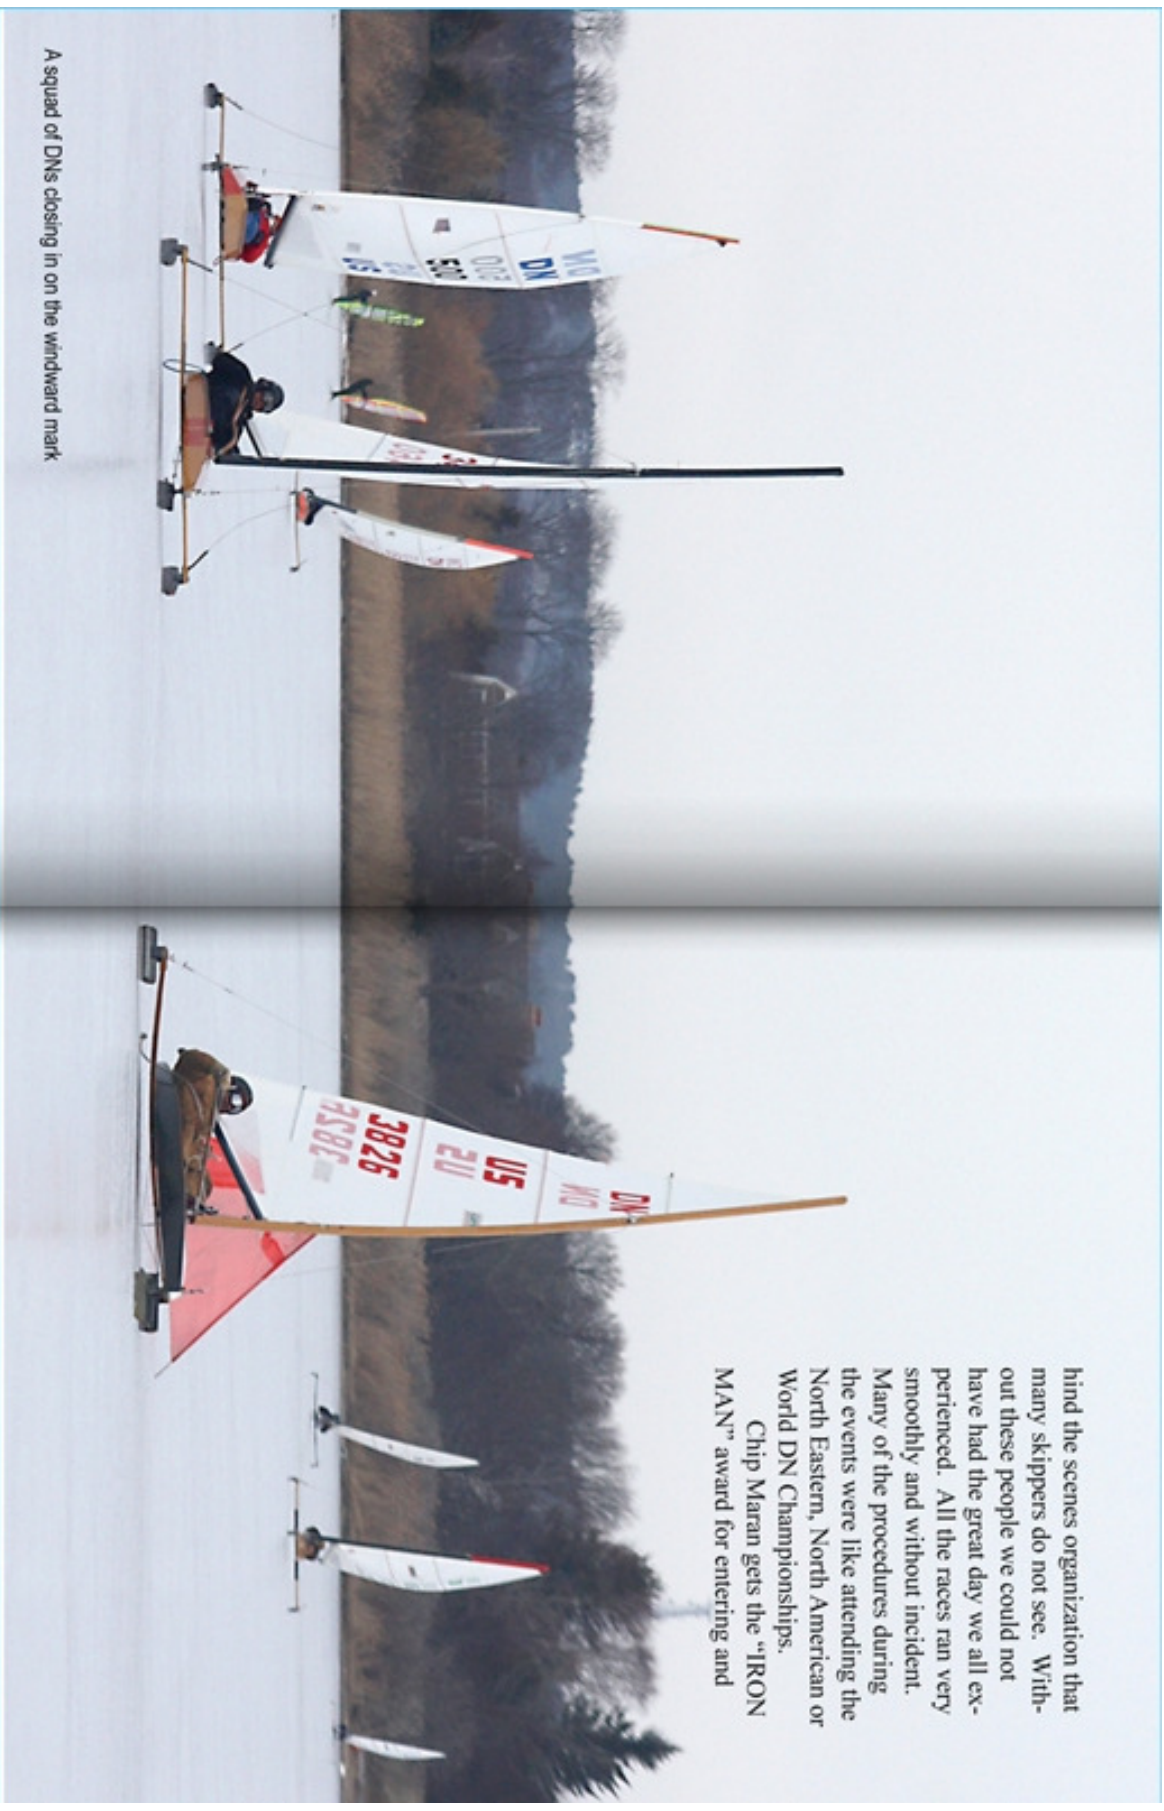 hind the scenes organization that
many skippers do not see.  With-
out these people we could not
have had the great day we all ex-
perienced.  All the races ran very
smoothly and without incident.
Many of the procedures during
the events were like attending the
North Eastern, North American or
World DN Championships.
Chip Maran gets the “IRON
MAN” award for entering and
DN
500
US
DN
US
3826
A squad of DNs closing in on the windward mark